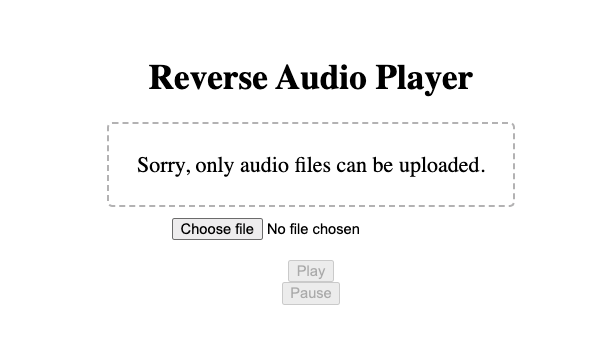 Reverse Audio Player
Sorry, only audio files can be uploaded.
Choose file No file chosen
Play
Pause